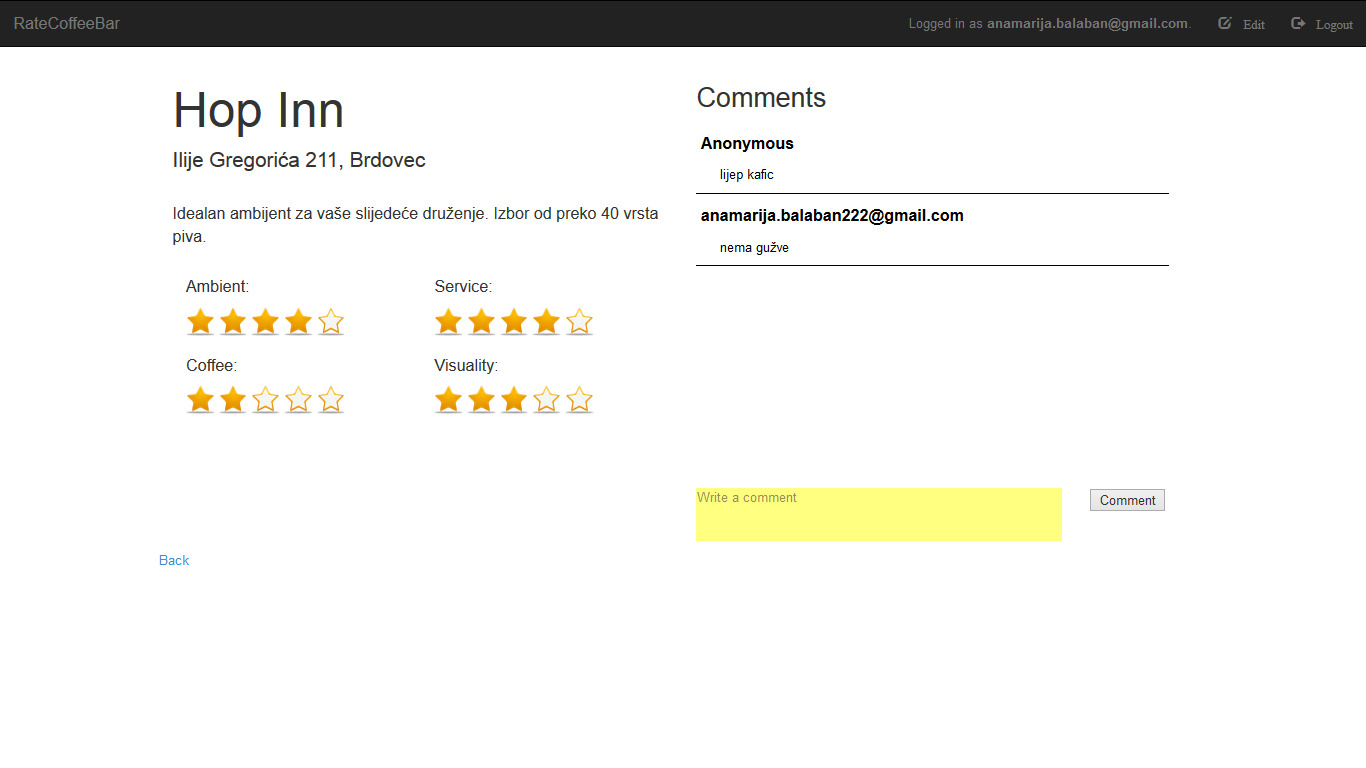 RateCoffeeBar
Logged in as anamarija.balaban@gmail.com. Edit Logout
Hop Inn
Ilije Gregorića 211, Brdovec
Idealan ambijent za vaše slijedeće druženje. Izbor od preko 40 vrsta
piva.
Ambient:
Service:
Coffee:
Visuality:
Comments
Anonymous
lijep kafic
anamarija.balaban222@gmail.com
nema gužve
Write a comment
Comment
Back